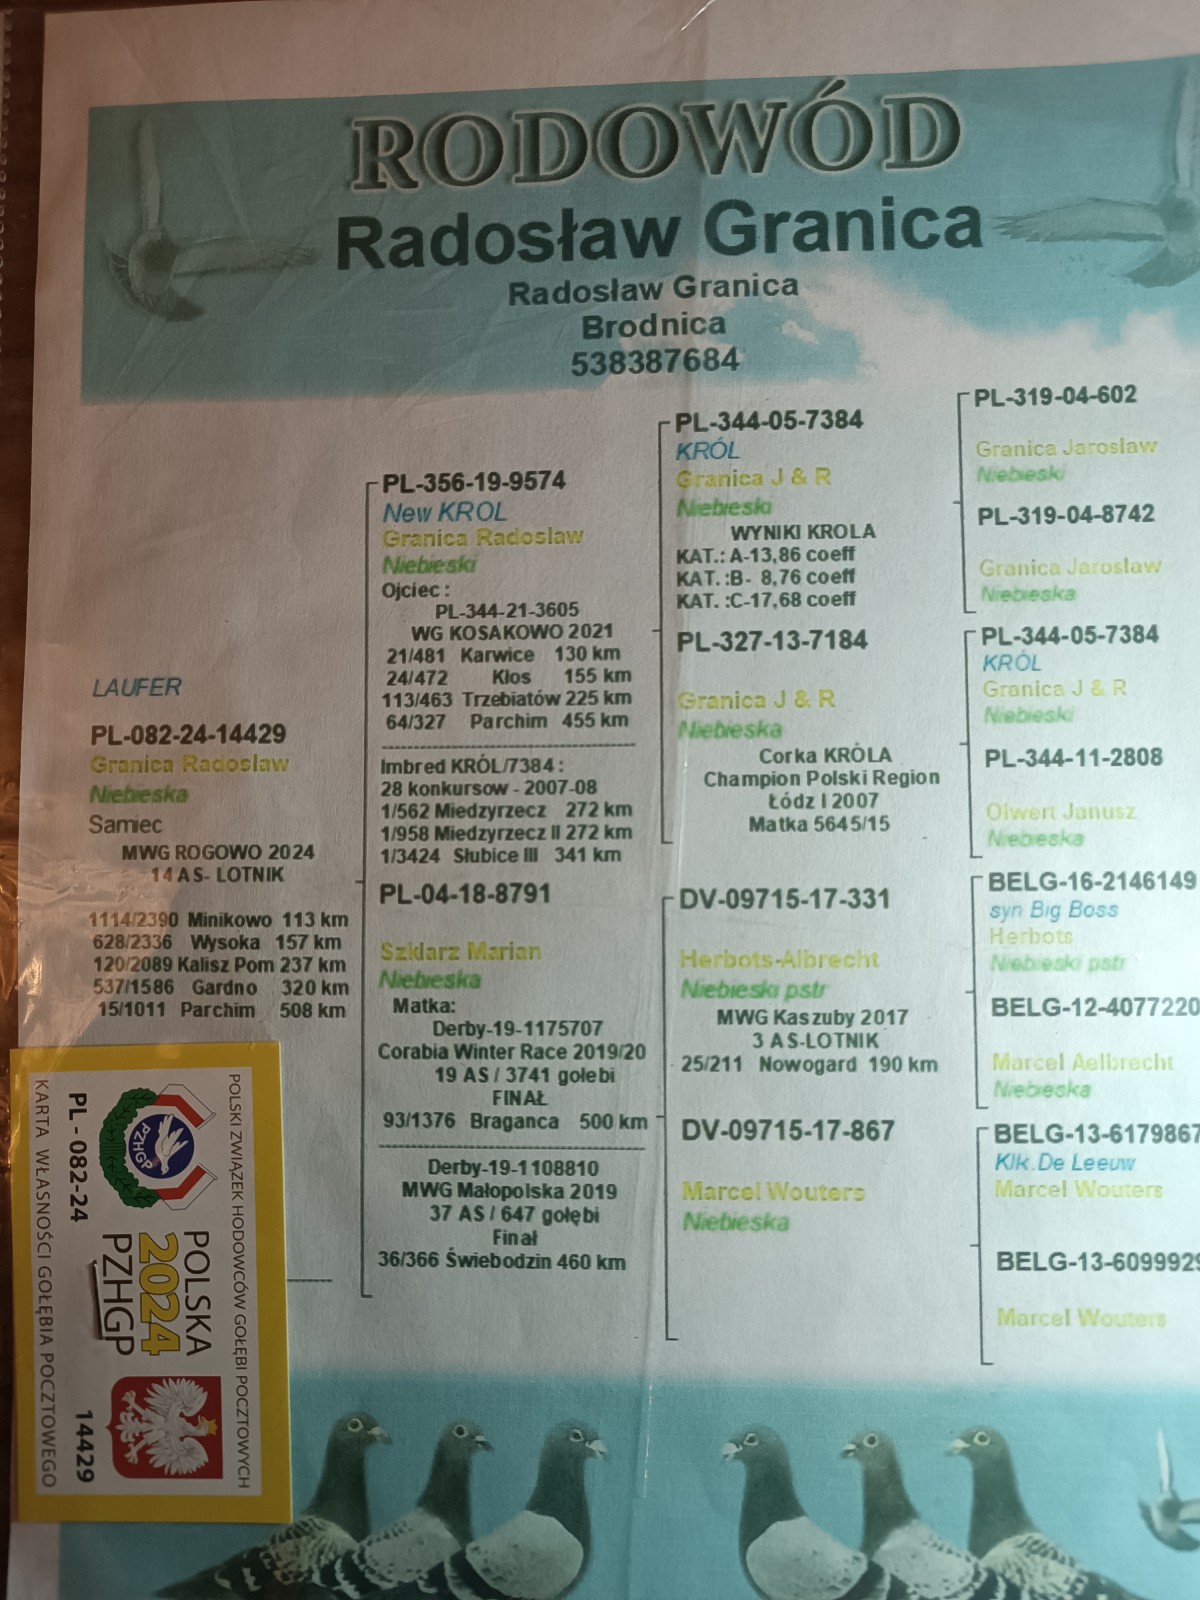 RODOWÓD
Radosław Granica
Radosław Granica
Brodnica
538387684
LAUFER
PL-082-24-14429
Granica Radoslaw
Niebieska
Samiec
MWG ROGOWO 2024
14 AS- LOTNIK
1114/2390 Minikowo 113 km
628/2336 Wysoka 157 km
120/2089 Kalisz Pom 237 km
537/1586 Gardno 320 km
15/1011 Parchim 508 km
PL-356-19-9574
New KROL
Granica Radoslaw
Niebieski
Ojciec :
PL-344-21-3605
WG KOSAKOWO 2021
21/481 Karwice 130 km
24/472 Kłos 155 km
113/463 Trzebiatów 225 km
64/327 Parchim 455 km
Imbred KRÓL/7384 :
28 konkursow - 2007-08
1/562 Miedzyrzecz 272 km
1/958 Miedzyrzecz II 272 km
1/3424 Słubice III 341 km
PL-04-18-8791
Szklarz Marian
Niebieska
Matka:
Derby-19-1175707
Corabia Winter Race 2019/20
19 AS / 3741 gołebi
FINAŁ
93/1376 Braganca 500 km
Derby-19-1108810
MWG Małopolska 2019
37 AS / 647 gołębi
Finał
36/366 Świebodzin 460 km
PL-344-05-7384
KRÓL
Granica J & R
Niebieski
WYNIKI KROLA
KAT.: A-13,86 coeff
KAT. :B- 8,76 coeff
KAT. :C-17,68 coeff
PL-327-13-7184
Granica J & R
Niebieska
Corka KRÓLA
Champion Polski Region
Łódz I 2007
Matka 5645/15
DV-09715-17-331
Herbots-Albrecht
Niebieski pstr
MWG Kaszuby 2017
3 AS-LOTNIK
25/211 Nowogard 190 km
DV-09715-17-867
Marcel Wouters
Niebieska
PL-319-04-602
Granica Jaroslaw
Niebieski
PL-319-04-8742
Granica Jarosław
Niebieska
PL-344-05-7384
KRÓL
Granica J & R
Niebieski
PL-344-11-2808
Olwert Janusz
Niebieska
BELG-16-2146149
syn Big Boss
Herbots
Niebieski pstr
BELG-12-4077220
Marcel Aelbrecht
Niebieska
BELG-13-6179867
Klk.De Leeuw
Marcel Wouters
BELG-13-6099929
Marcel Wouters
POLSKI ZWIĄZEK HODOWCÓW GOŁĘBI POCZTOWYCH
PZHGP
POLSKA
2024
PZHGP
PL - 082-24
14429
KARTA WŁASNOŚCI GOŁĘBIA POCZTOWEGO